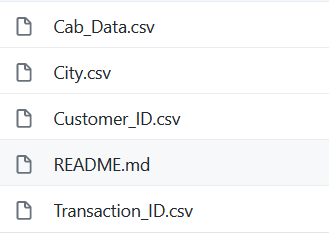 Cab_Data.csv
City.csv
Customer_ID.csv
README.md
Transaction_ID.csv